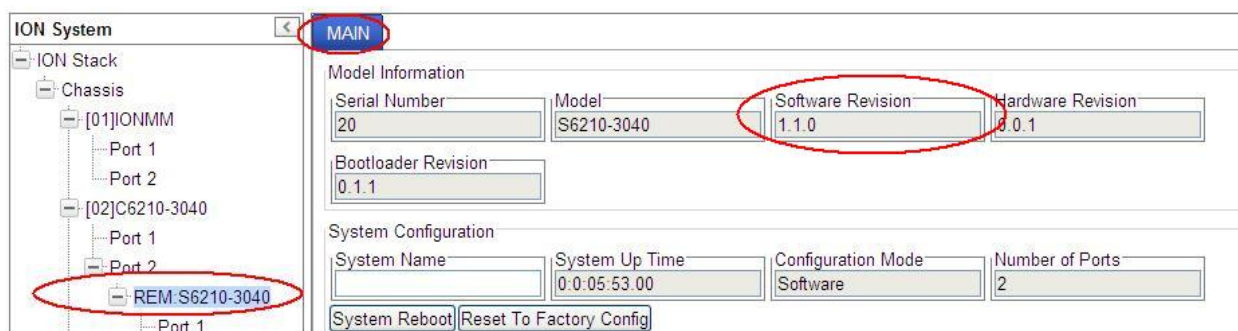 ION System
<
MAIN
ION Stack
Chassis
[01]IONMM
Port 1
Port 2
[02]C6210-3040
Port 1
Port 2
REM:S6210-3040
Port 1
Model Information
Serial Number Model Software Revision Hardware Revision
20 S6210-3040 1.1.0 0.0.1
Bootloader Revision
0.1.1
System Configuration
System Name System Up Time Configuration Mode Number of Ports
0:0:05:53.00 Software 2
System Reboot Reset To Factory Config